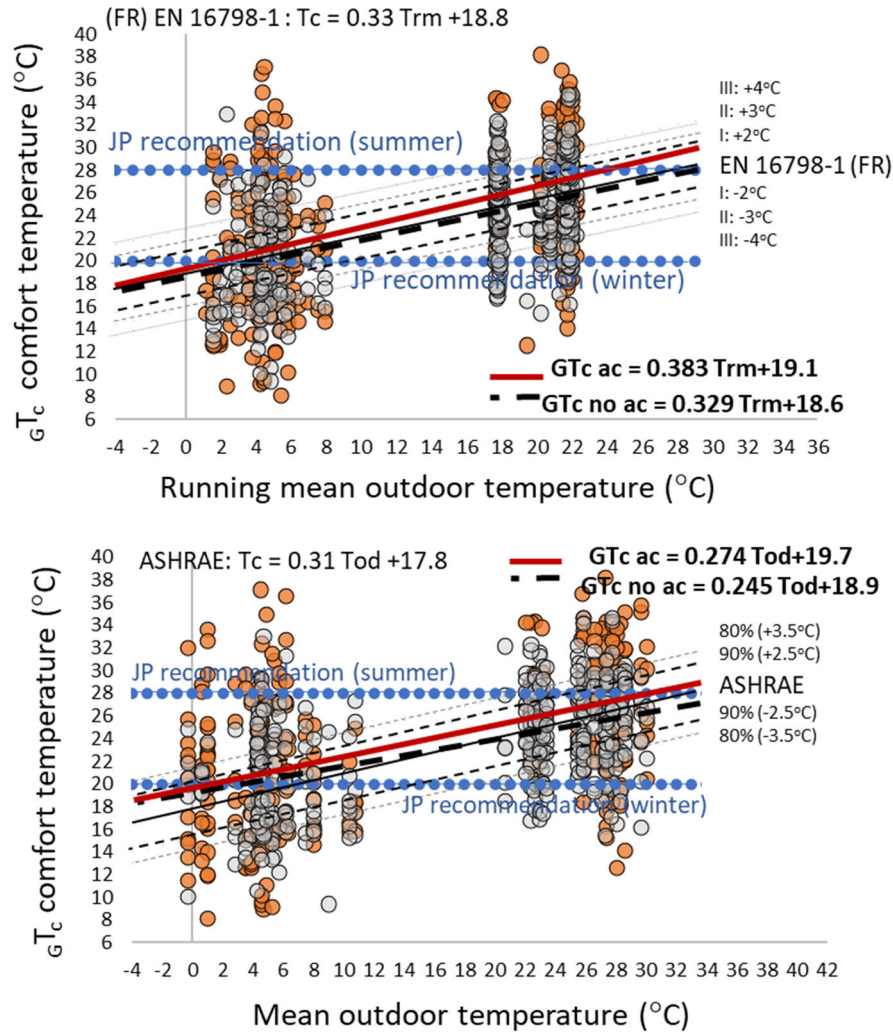 (FR) EN 16798-1 : Tc = 0.33 Trm +18.8
40
38
36
34
32
30
28
26
24
22
20
18
16
14
12
10
8
6
GTc comfort temperature (°C)
JP recommendation (summer)
JP recommendation (winter)
III: +4°C
II: +3°C
I: +2°C
EN 16798-1 (FR)
I: -2°C
II: -3°C
III: -4°C
GTc ac = 0.383 Trm+19.1
GTc no ac = 0.329 Trm+18.6
-4 -2 0 2 4 6 8 10 12 14 16 18 20 22 24 26 28 30 32 34 36
Running mean outdoor temperature (°C)
ASHRAE: Tc = 0.31 Tod +17.8
GTc ac = 0.274 Tod+19.7
GTc no ac = 0.245 Tod+18.9
40
38
36
34
32
30
28
26
24
22
20
18
16
14
12
10
8
6
GTc comfort temperature (°C)
JP recommendation (summer)
JP recommendation (winter)
80% (+3.5°C)
90% (+2.5°C)
ASHRAE
90% (-2.5°C)
80% (-3.5°C)
-4 -2 0 2 4 6 8 10 12 14 16 18 20 22 24 26 28 30 32 34 36 38 40 42
Mean outdoor temperature (°C)